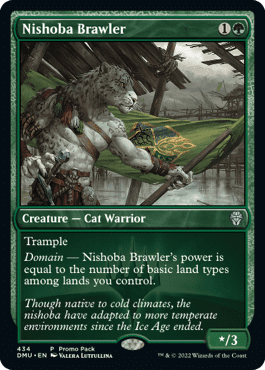 Nishoba Brawler 1
Creature — Cat Warrior
Trample
Domain — Nishoba Brawler's power is
equal to the number of basic land types
among lands you control.
Though native to cold climates, the
nishoba have adapted to more temperate
environments since the Ice Age ended.
434 P Promo Pack
DMU • EN VALERA LUTFULLINA
*/3
™ & © 2022 Wizards of the Coast